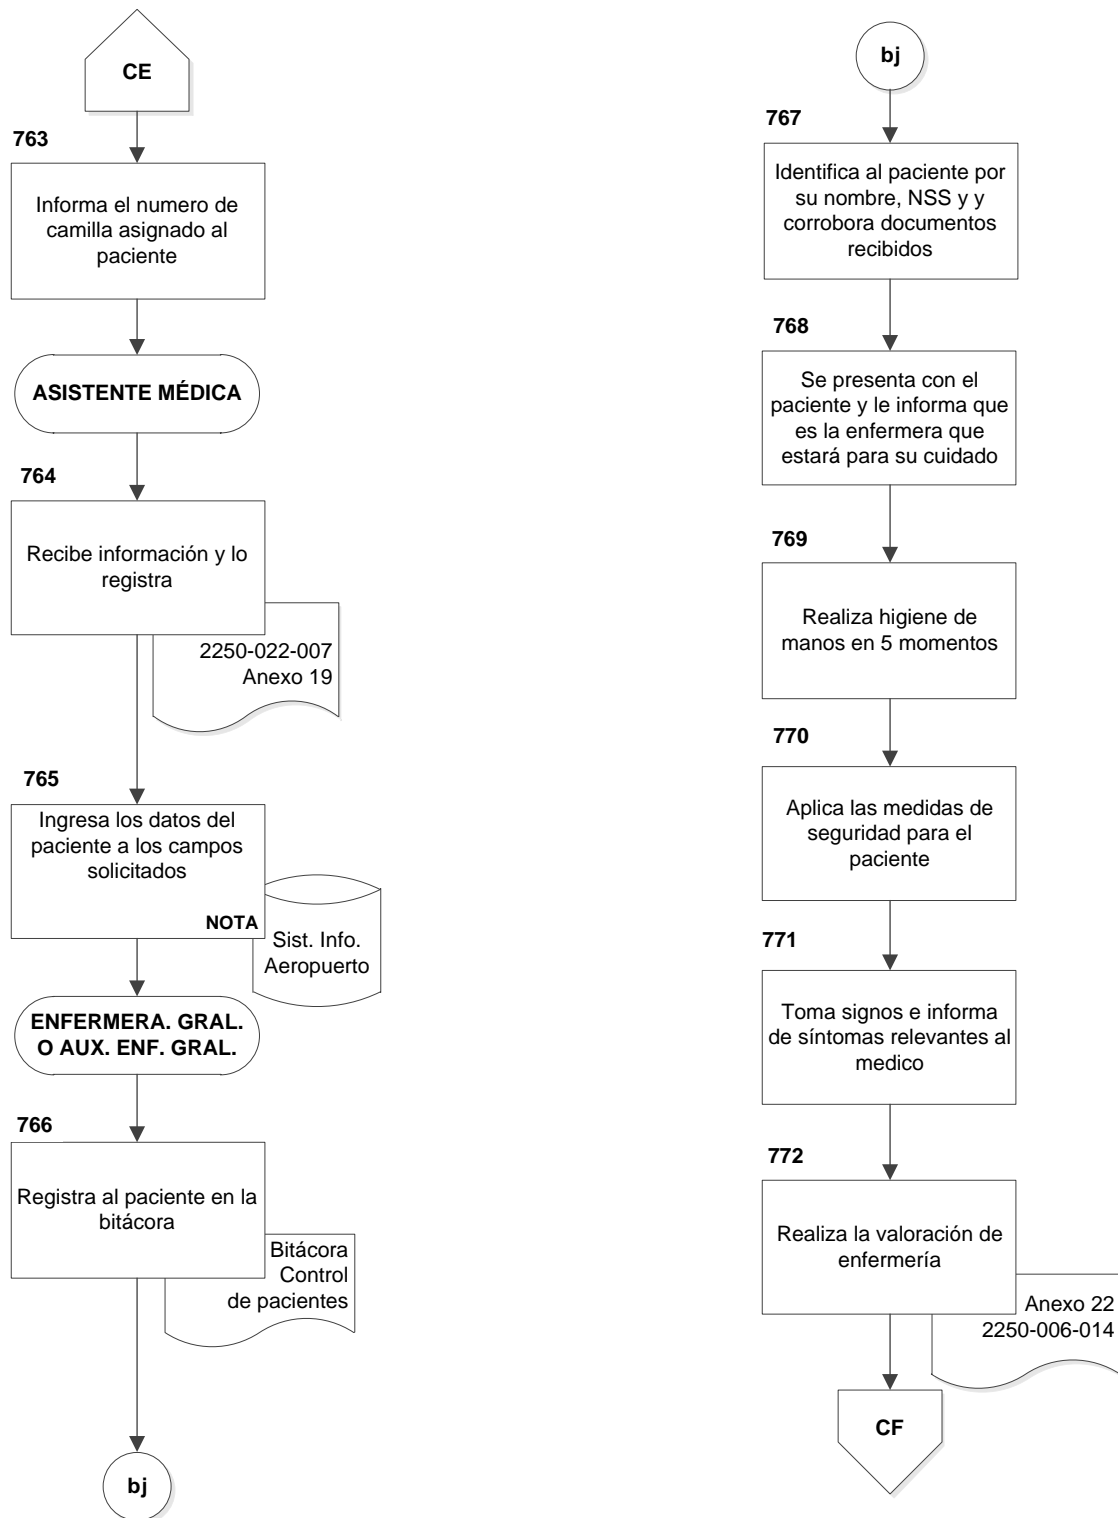 CE
763
Informa el numero de
camilla asignado al
paciente
ASISTENTE MÉDICA
764
Recibe información y lo
registra
2250-022-007
Anexo 19
765
Ingresa los datos del
paciente a los campos
solicitados
NOTA
Sist. Info.
Aeropuerto
ENFERMERA. GRAL.
O AUX. ENF. GRAL.
766
Registra al paciente en la
bitácora
Bitácora
Control
de pacientes
bj
bj
767
Identifica al paciente por
su nombre, NSS y y
corrobora documentos
recibidos
768
Se presenta con el
paciente y le informa que
es la enfermera que
estará para su cuidado
769
Realiza higiene de
manos en 5 momentos
770
Aplica las medidas de
seguridad para el
paciente
771
Toma signos e informa
de síntomas relevantes al
medico
772
Realiza la valoración de
enfermería
Anexo 22
2250-006-014
CF